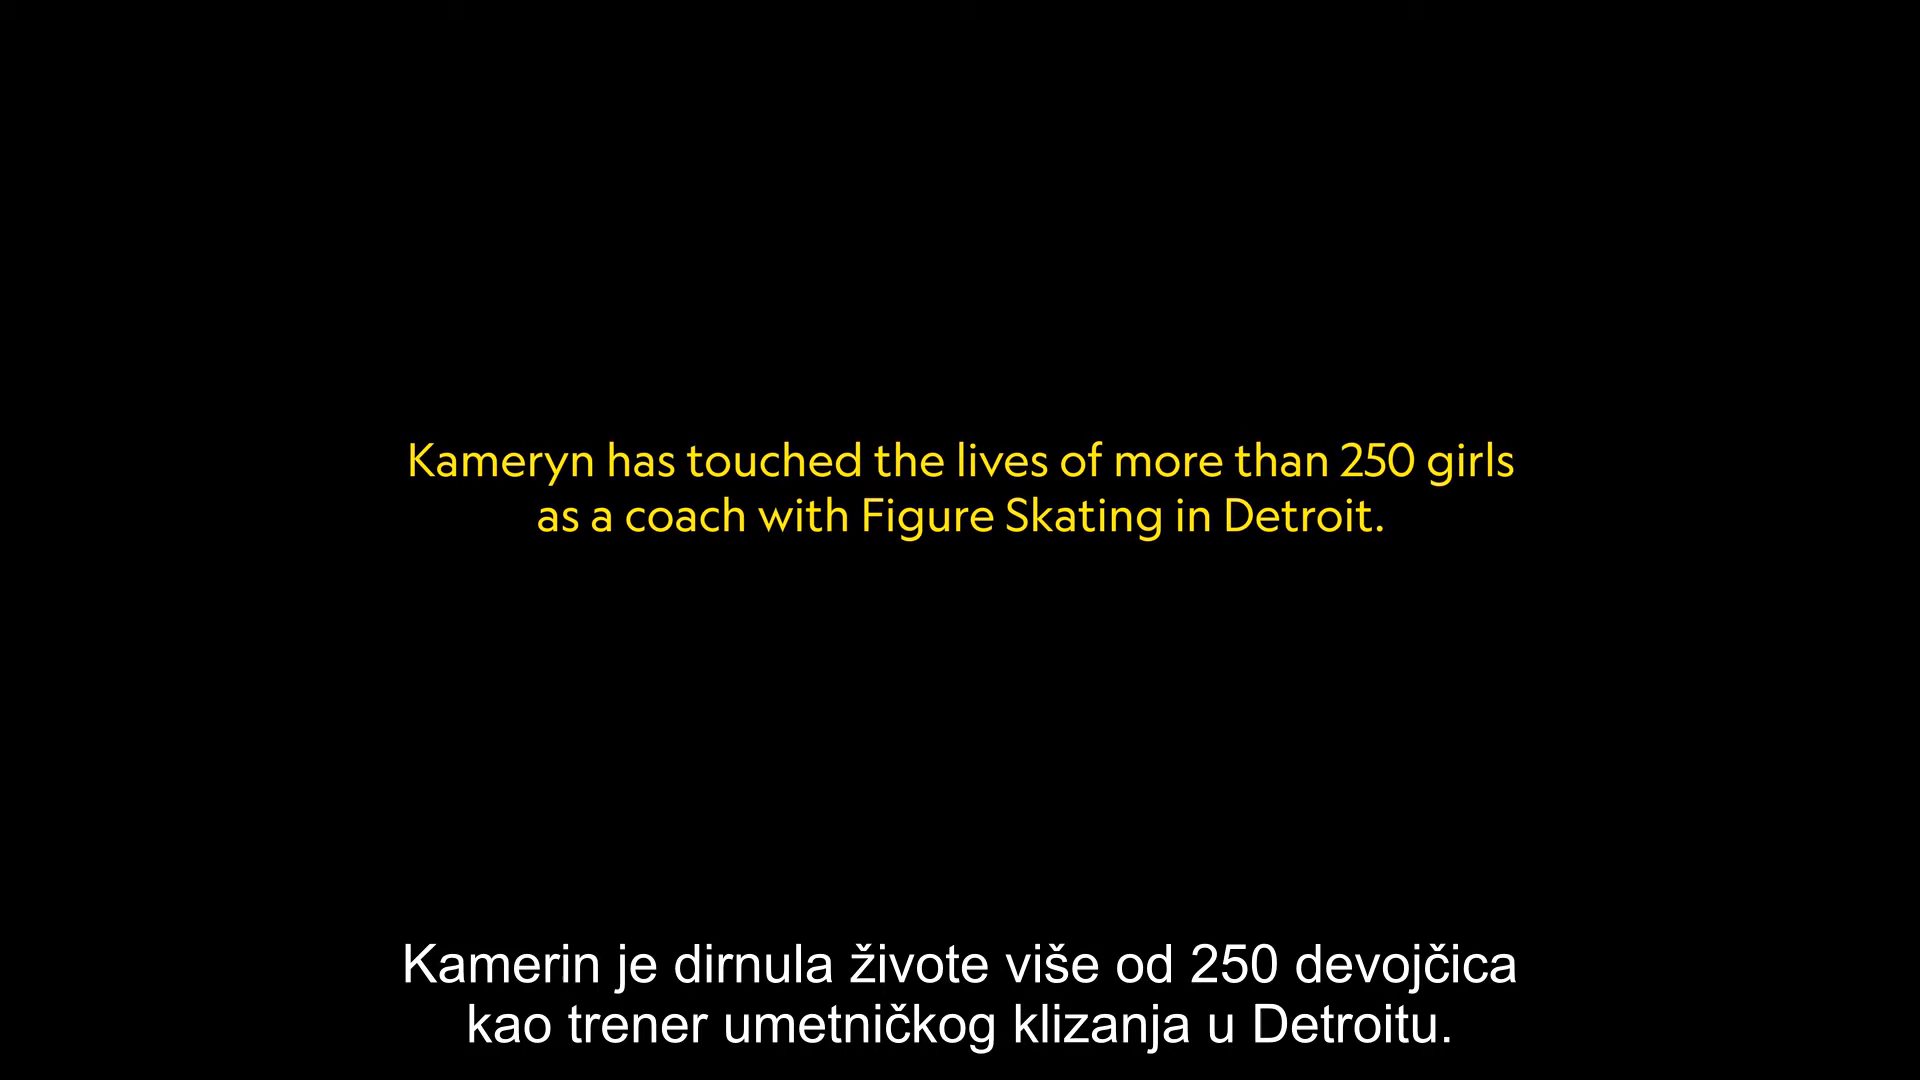 Kameryn has touched the lives of more than 250 girls
as a coach with Figure Skating in Detroit.
Kamerin je dirnula živote više od 250 devojčica
kao trener umetničkog klizanja u Detroitu.